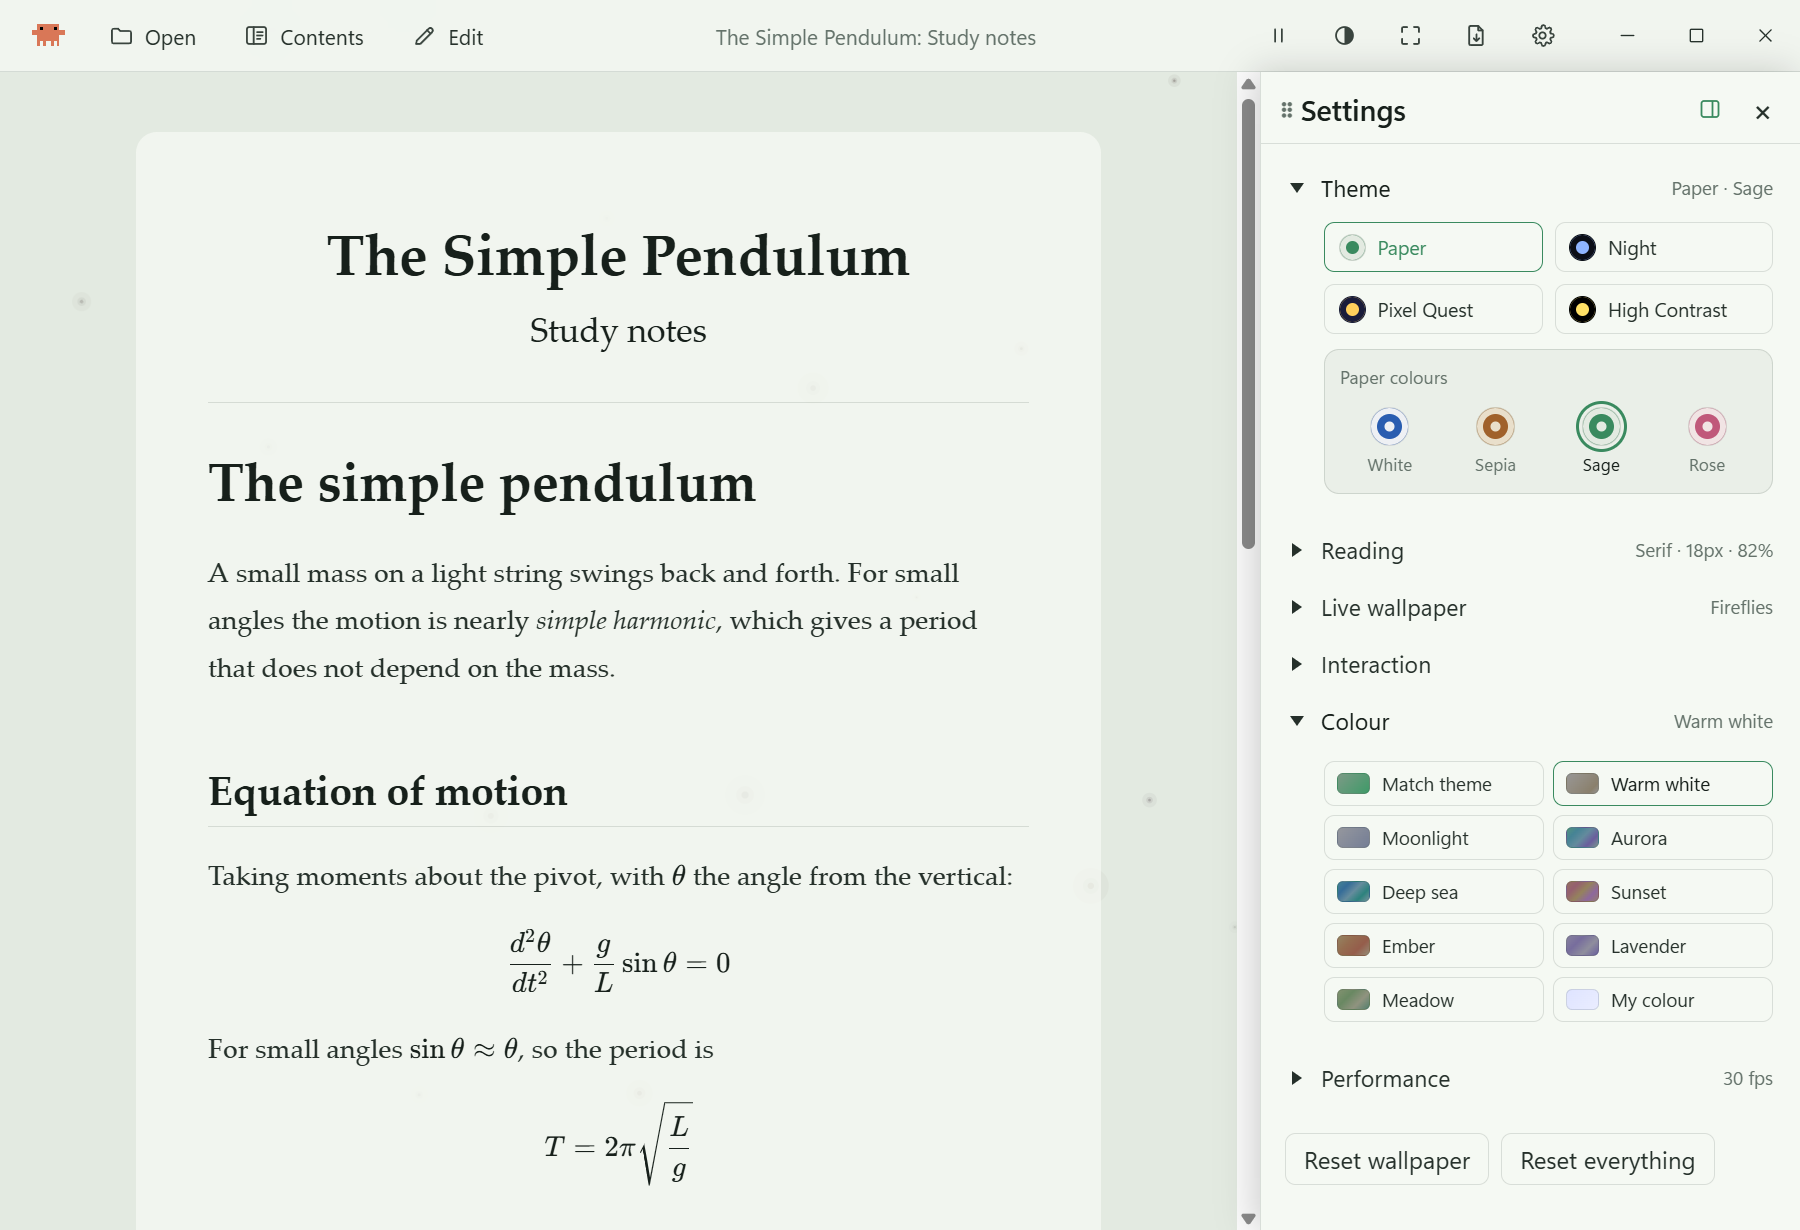 Open
Contents
Edit
The Simple Pendulum: Study notes
The Simple Pendulum
Study notes
The simple pendulum
A small mass on a light string swings back and forth. For small
angles the motion is nearly simple harmonic, which gives a period
that does not depend on the mass.
Equation of motion
Taking moments about the pivot, with θ the angle from the vertical:
d²θ/dt² + g/L sin θ = 0
For small angles sin θ ≈ θ, so the period is
T = 2π√(L/g)
Settings
Theme
Paper · Sage
Paper
Night
Pixel Quest
High Contrast
Paper colours
White
Sepia
Sage
Rose
Reading
Serif · 18px · 82%
Live wallpaper
Fireflies
Interaction
Colour
Warm white
Match theme
Warm white
Moonlight
Aurora
Deep sea
Sunset
Ember
Lavender
Meadow
My colour
Performance
30 fps
Reset wallpaper
Reset everything